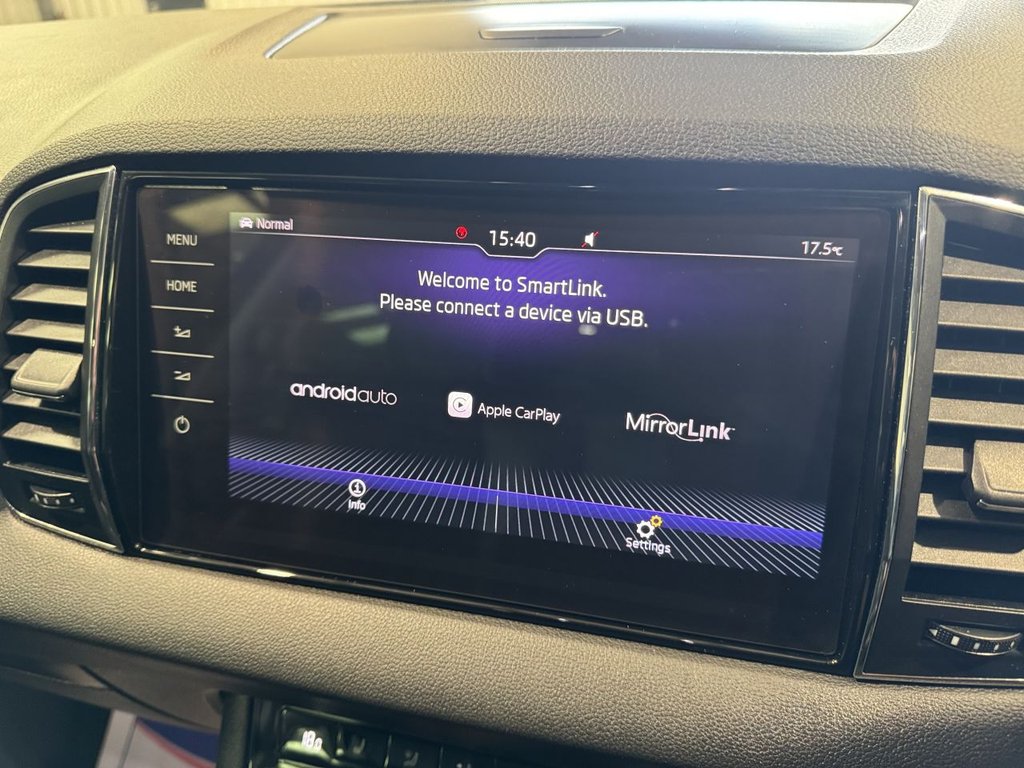 Normal
15:40
17.5°C
MENU
HOME
Welcome to SmartLink.
Please connect a device via USB.
androidauto
Apple CarPlay
MirrorLink™
Info
Settings